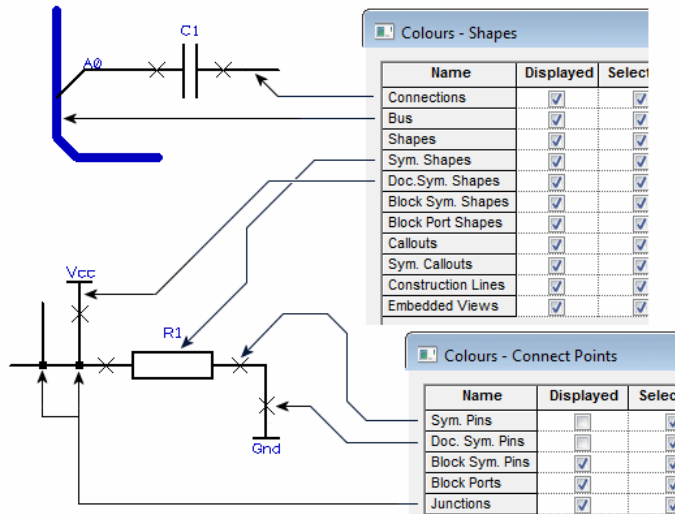 C1
A0
Colours - Shapes
Name Displayed Select
Connections
Bus
Shapes
Sym. Shapes
Doc.Sym. Shapes
Block Sym. Shapes
Block Port Shapes
Callouts
Sym. Callouts
Construction Lines
Embedded Views
Vcc
R1
Gnd
Colours - Connect Points
Name Displayed Selec
Sym. Pins
Doc. Sym. Pins
Block Sym. Pins
Block Ports
Junctions